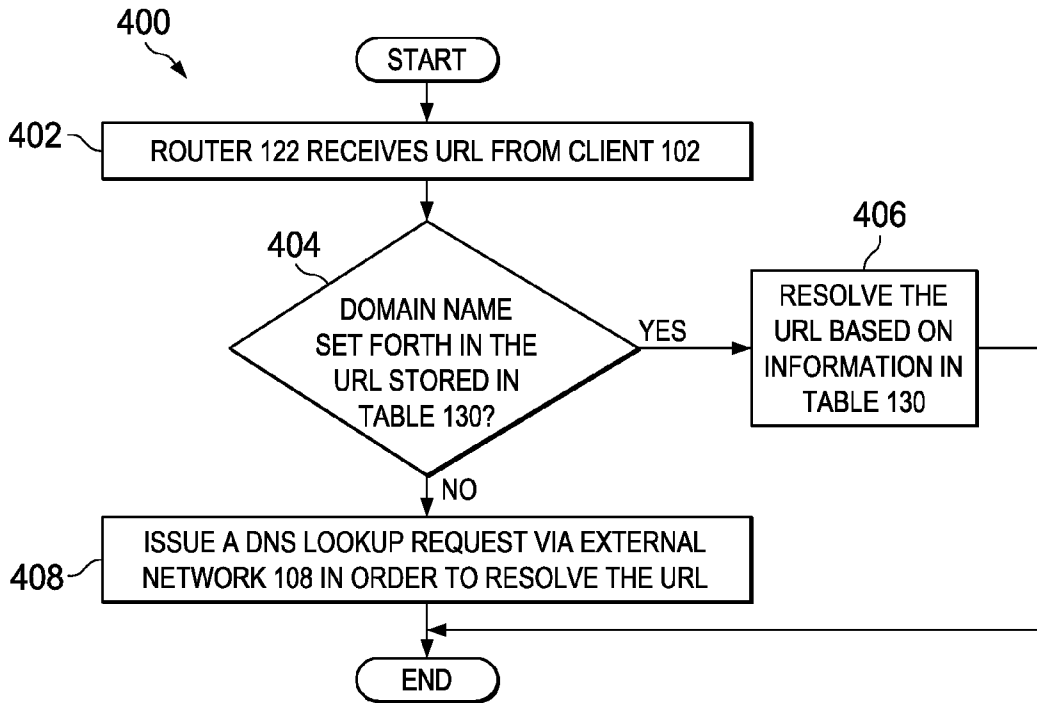 400
START
402
ROUTER 122 RECEIVES URL FROM CLIENT 102
404
DOMAIN NAME
SET FORTH IN THE
URL STORED IN
TABLE 130?
YES
406
RESOLVE THE
URL BASED ON
INFORMATION IN
TABLE 130
NO
408
ISSUE A DNS LOOKUP REQUEST VIA EXTERNAL
NETWORK 108 IN ORDER TO RESOLVE THE URL
END